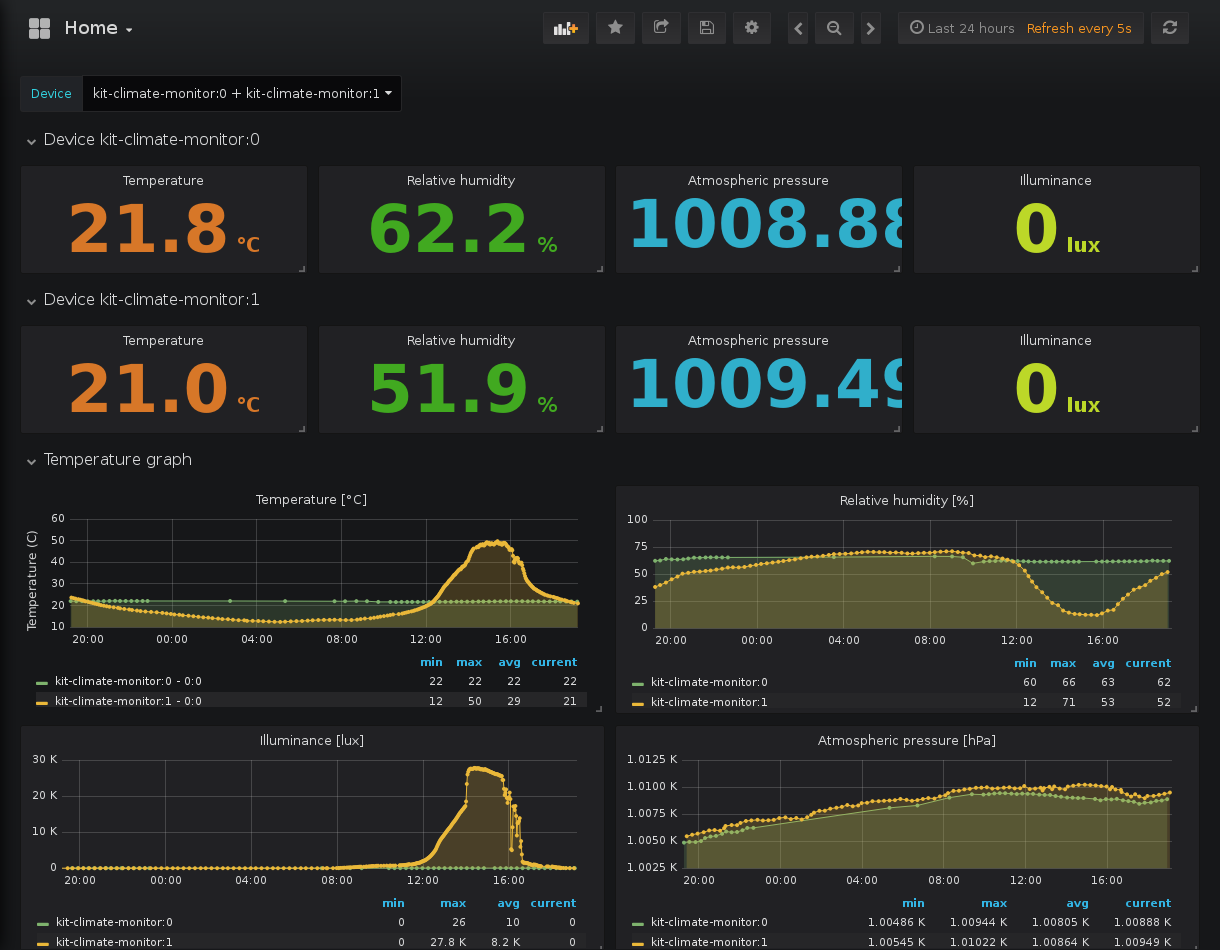 Home
Last 24 hours Refresh every 5s
Device kit-climate-monitor:0 + kit-climate-monitor:1
Device kit-climate-monitor:0
Temperature Relative humidity Atmospheric pressure Illuminance
21.8 °C 62.2 % 1008.88 0 lux
Device kit-climate-monitor:1
Temperature Relative humidity Atmospheric pressure Illuminance
21.0 °C 51.9 % 1009.49 0 lux
Temperature graph
Temperature [°C]
Temperature (C)
60
50
40
30
20
10
20:00 00:00 04:00 08:00 12:00 16:00
min max avg current
kit-climate-monitor:0 - 0:0 22 22 22 22
kit-climate-monitor:1 - 0:0 12 50 29 21
Relative humidity [%]
100
75
50
25
0
20:00 00:00 04:00 08:00 12:00 16:00
min max avg current
kit-climate-monitor:0 60 66 63 62
kit-climate-monitor:1 12 71 53 52
Illuminance [lux]
30 K
20 K
10 K
0
20:00 00:00 04:00 08:00 12:00 16:00
min max avg current
kit-climate-monitor:0 0 26 10 0
kit-climate-monitor:1 0 27.8 K 8.2 K 0
Atmospheric pressure [hPa]
1.0125 K
1.0100 K
1.0075 K
1.0050 K
1.0025 K
20:00 00:00 04:00 08:00 12:00 16:00
min max avg current
kit-climate-monitor:0 1.00486 K 1.00944 K 1.00805 K 1.00888 K
kit-climate-monitor:1 1.00545 K 1.01022 K 1.00864 K 1.00949 K